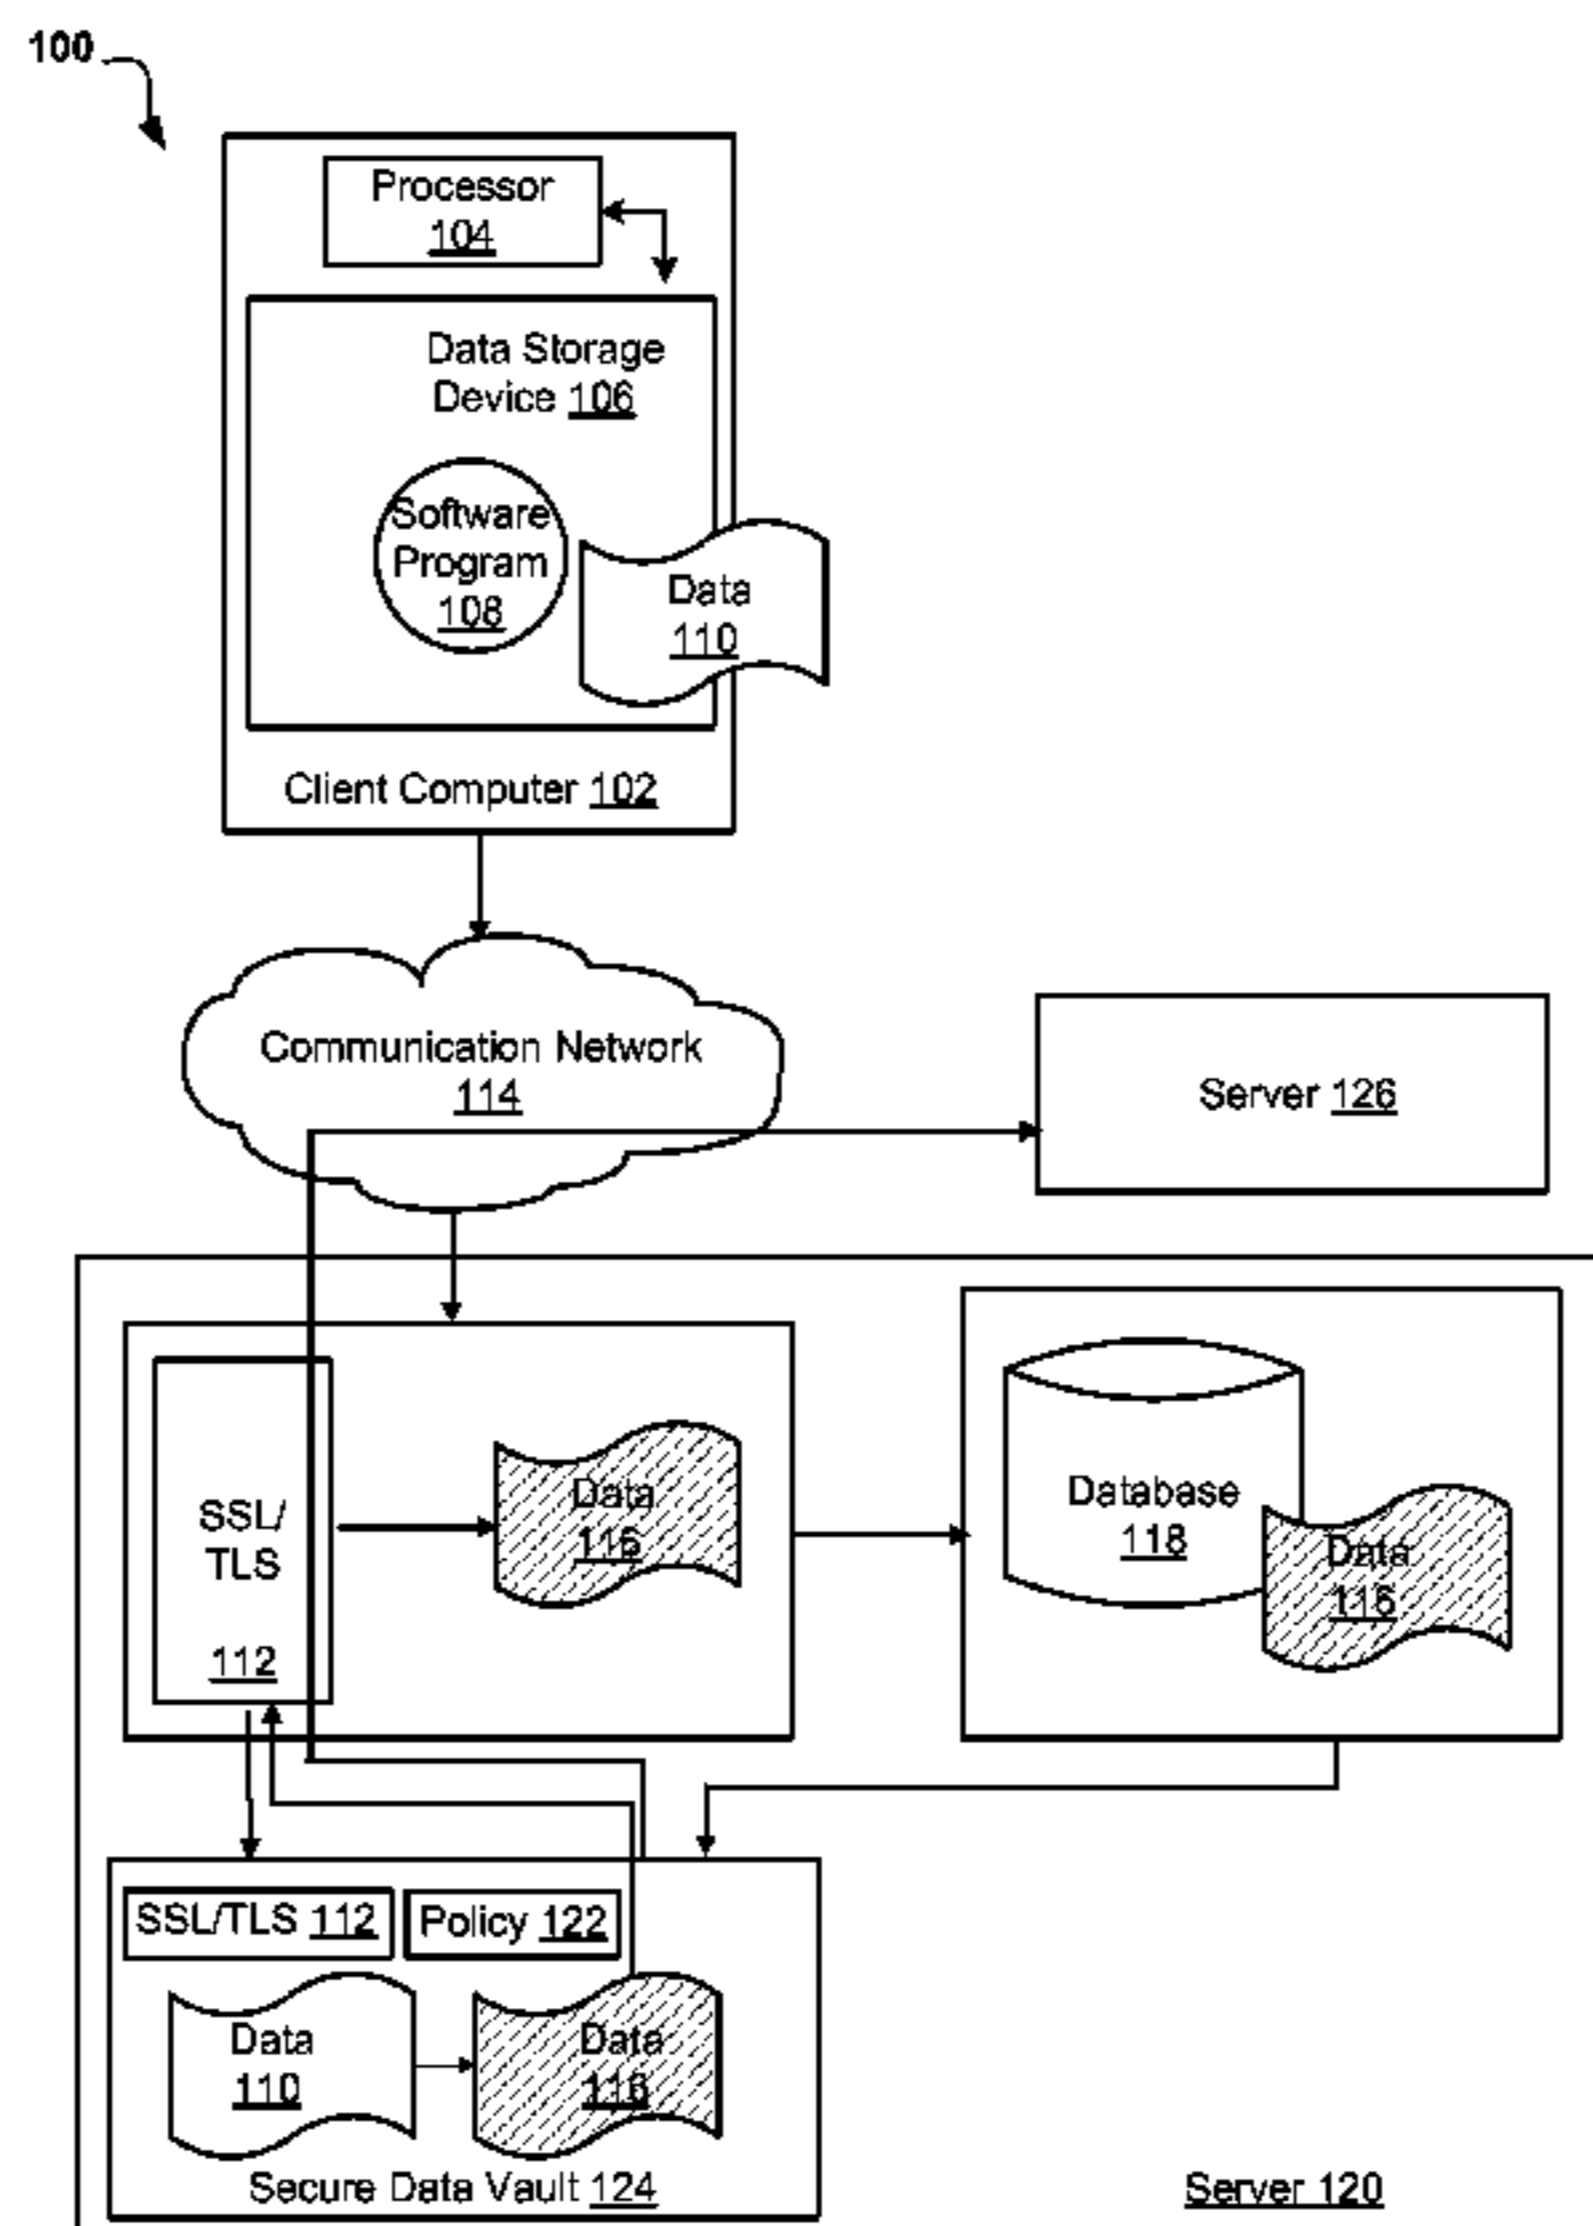 100
Processor
104
Data Storage
Device 106
Software
Program
108
Data
110
Client Computer 102
Communication Network
114
Server 126
SSL/
TLS
112
Data
116
Database
118
Data
116
SSL/TLS 112
Policy 122
Data
110
Data
116
Secure Data Vault 124
Server 120